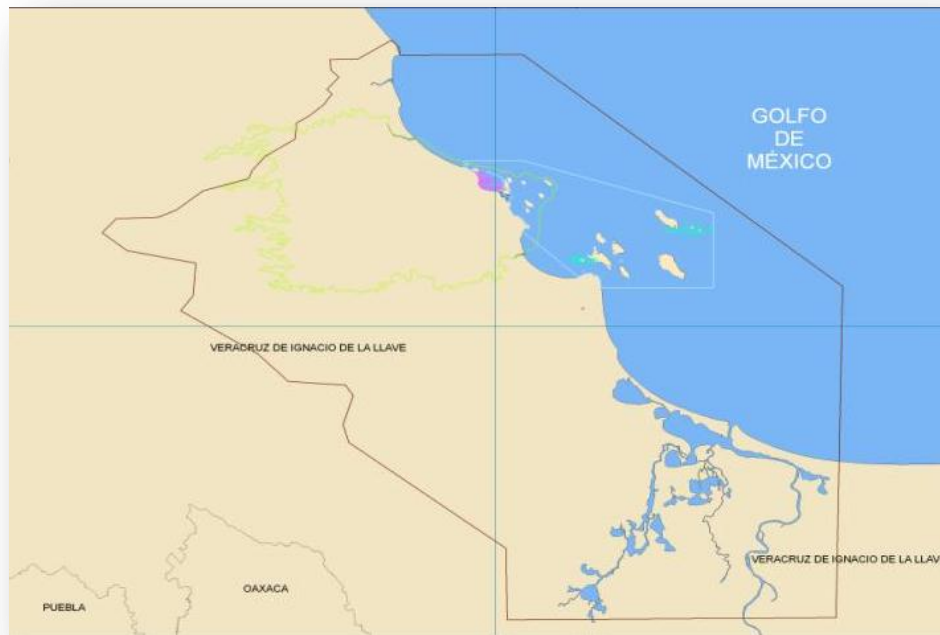 GOLFO
DE
MÉXICO
VERACRUZ DE IGNACIO DE LA LLAVE
VERACRUZ DE IGNACIO DE LA LLAV
OAXACA
PUEBLA